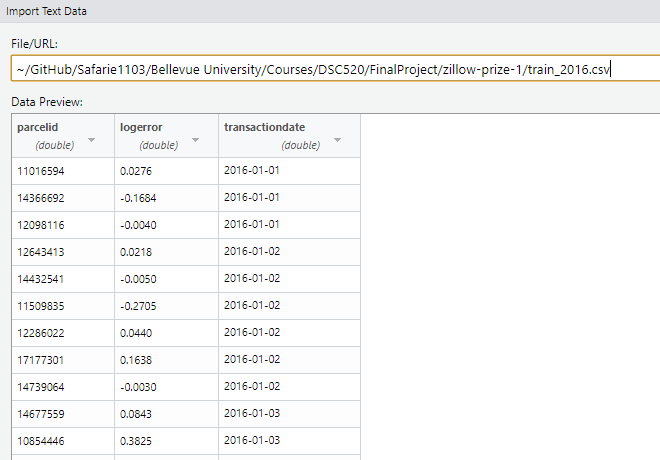 Import Text Data
File/URL:
~/GitHub/Safarie1103/Bellevue University/Courses/DSC520/FinalProject/zillow-prize-1/train_2016.csv
Data Preview:
parcelid logerror transactiondate
(double) (double) (double)
11016594 0.0276 2016-01-01
14366692 -0.1684 2016-01-01
12098116 -0.0040 2016-01-01
12643413 0.0218 2016-01-02
14432541 -0.0050 2016-01-02
11509835 -0.2705 2016-01-02
12286022 0.0440 2016-01-02
17177301 0.1638 2016-01-02
14739064 -0.0030 2016-01-02
14677559 0.0843 2016-01-03
10854446 0.3825 2016-01-03